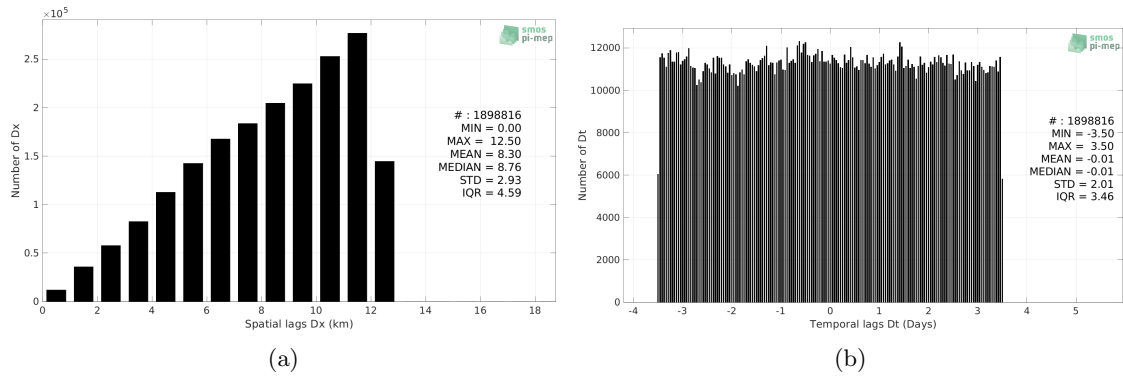 ×10^5
smos
pi-mep
2.5
2
1.5
1
0.5
0
Number of Dx
# : 1898816
MIN = 0.00
MAX = 12.50
MEAN = 8.30
MEDIAN = 8.76
STD = 2.93
IQR = 4.59
0 2 4 6 8 10 12 14 16 18
Spatial lags Dx (km)
(a)
smos
pi-mep
12000
10000
8000
6000
4000
2000
0
Number of Dt
# : 1898816
MIN = -3.50
MAX = 3.50
MEAN = -0.01
MEDIAN = -0.01
STD = 2.01
IQR = 3.46
-4 -3 -2 -1 0 1 2 3 4 5
Temporal lags Dt (Days)
(b)